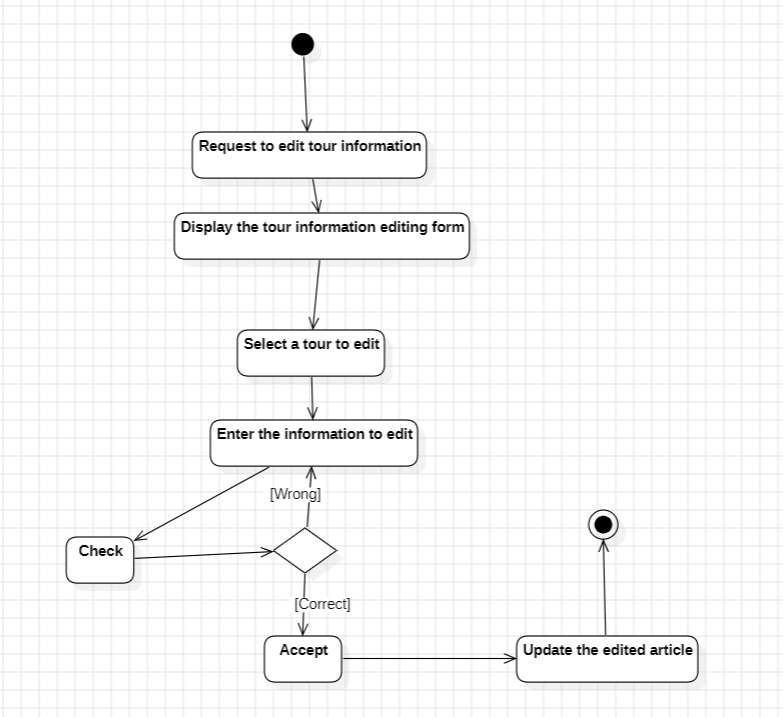 Request to edit tour information
Display the tour information editing form
Select a tour to edit
Enter the information to edit
[Wrong]
Check
[Correct]
Accept
Update the edited article